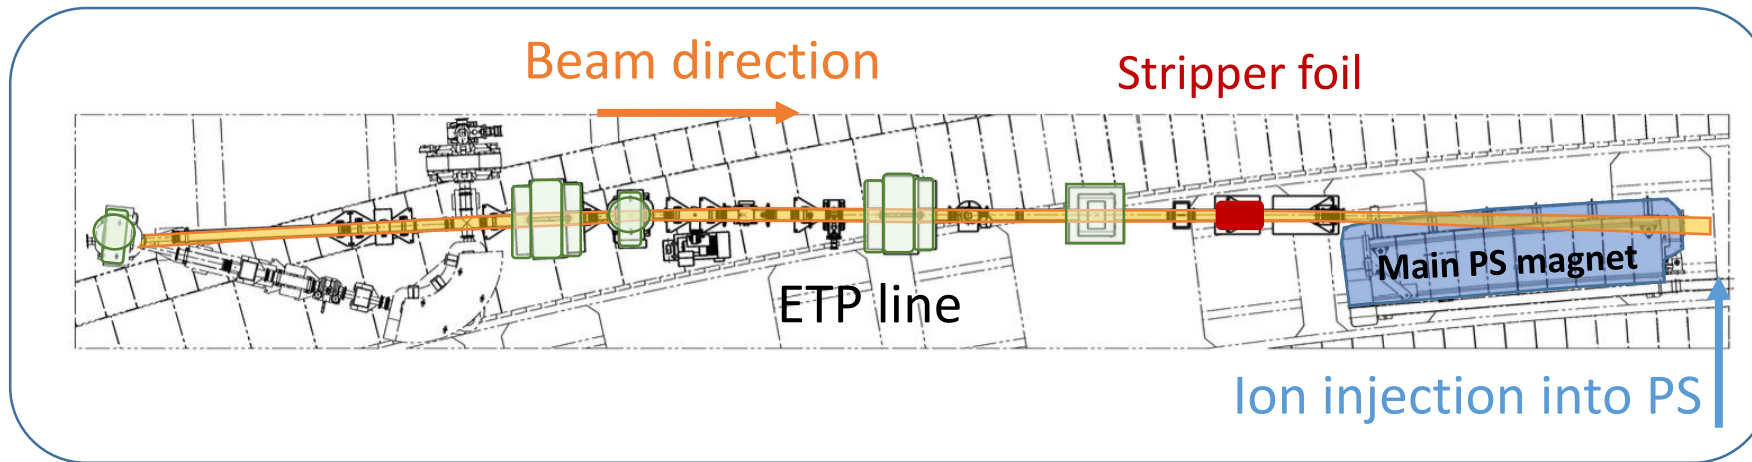 Beam direction
Stripper foil
Main PS magnet
ETP line
Ion injection into PS